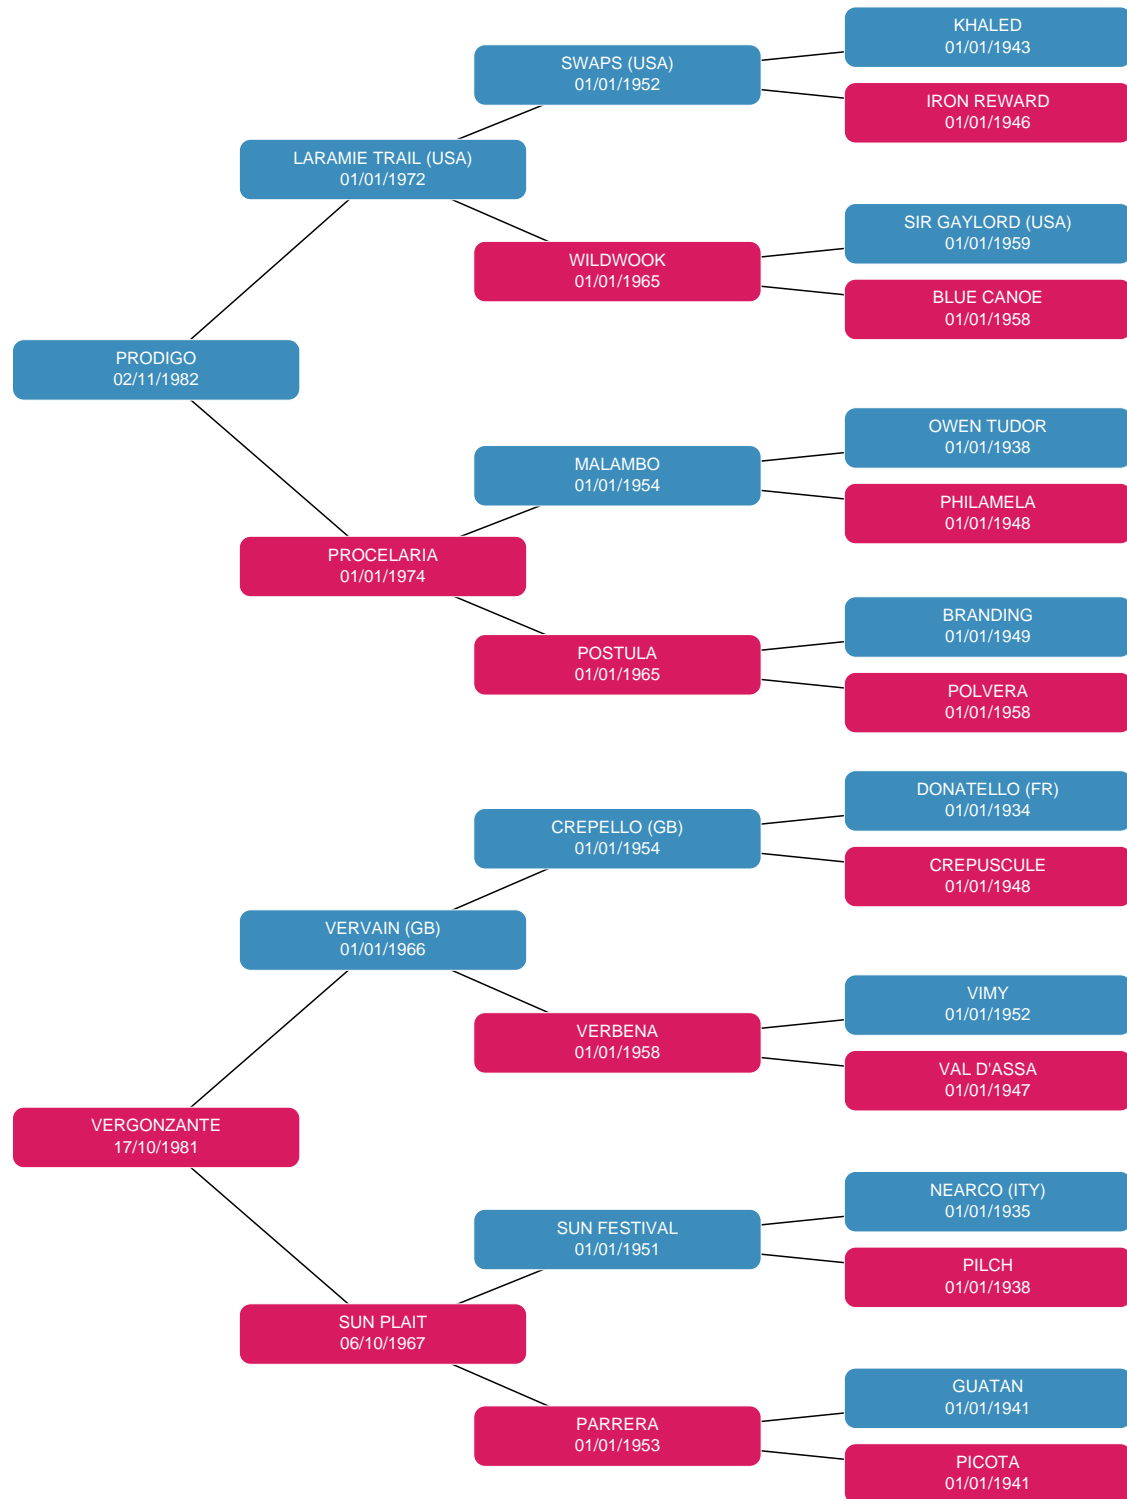 KHALED
01/01/1943
SWAPS (USA)
01/01/1952
IRON REWARD
01/01/1946
LARAMIE TRAIL (USA)
01/01/1972
SIR GAYLORD (USA)
01/01/1959
WILDWOOK
01/01/1965
BLUE CANOE
01/01/1958
PRODIGO
02/11/1982
OWEN TUDOR
01/01/1938
MALAMBO
01/01/1954
PHILAMELA
01/01/1948
PROCELARIA
01/01/1974
BRANDING
01/01/1949
POSTULA
01/01/1965
POLVERA
01/01/1958
DONATELLO (FR)
01/01/1934
CREPELLO (GB)
01/01/1954
CREPUSCULE
01/01/1948
VERVAIN (GB)
01/01/1966
VIMY
01/01/1952
VERBENA
01/01/1958
VAL D'ASSA
01/01/1947
VERGONZANTE
17/10/1981
NEARCO (ITY)
01/01/1935
SUN FESTIVAL
01/01/1951
PILCH
01/01/1938
SUN PLAIT
06/10/1967
GUATAN
01/01/1941
PARRERA
01/01/1953
PICOTA
01/01/1941